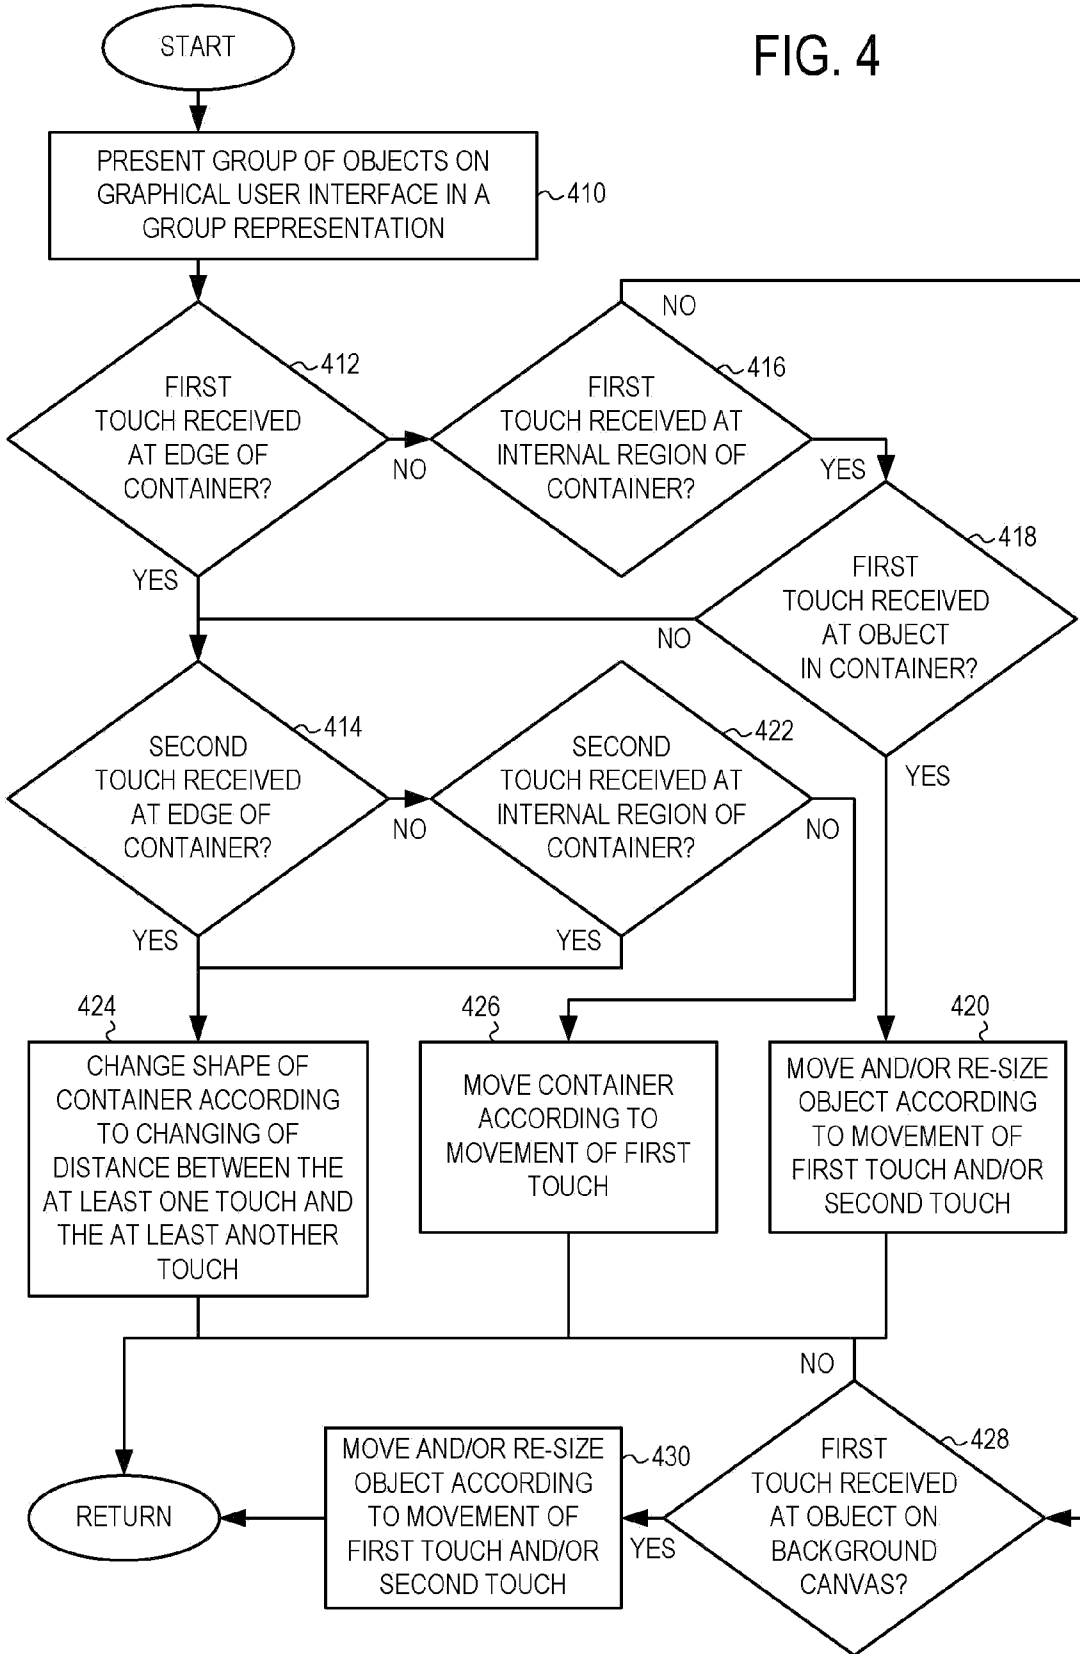 START
FIG. 4
PRESENT GROUP OF OBJECTS ON
GRAPHICAL USER INTERFACE IN A
GROUP REPRESENTATION
410
NO
412
FIRST
TOUCH RECEIVED
AT EDGE OF
CONTAINER?
NO
YES
416
FIRST
TOUCH RECEIVED AT
INTERNAL REGION OF
CONTAINER?
YES
418
FIRST
TOUCH RECEIVED
AT OBJECT
IN CONTAINER?
NO
YES
414
SECOND
TOUCH RECEIVED
AT EDGE OF
CONTAINER?
NO
YES
422
SECOND
TOUCH RECEIVED AT
INTERNAL REGION OF
CONTAINER?
NO
YES
424
CHANGE SHAPE OF
CONTAINER ACCORDING
TO CHANGING OF
DISTANCE BETWEEN THE
AT LEAST ONE TOUCH AND
THE AT LEAST ANOTHER
TOUCH
426
MOVE CONTAINER
ACCORDING TO
MOVEMENT OF FIRST
TOUCH
420
MOVE AND/OR RE-SIZE
OBJECT ACCORDING
TO MOVEMENT OF
FIRST TOUCH AND/OR
SECOND TOUCH
NO
428
FIRST
TOUCH RECEIVED
AT OBJECT ON
BACKGROUND
CANVAS?
YES
430
MOVE AND/OR RE-SIZE
OBJECT ACCORDING
TO MOVEMENT OF
FIRST TOUCH AND/OR
SECOND TOUCH
RETURN